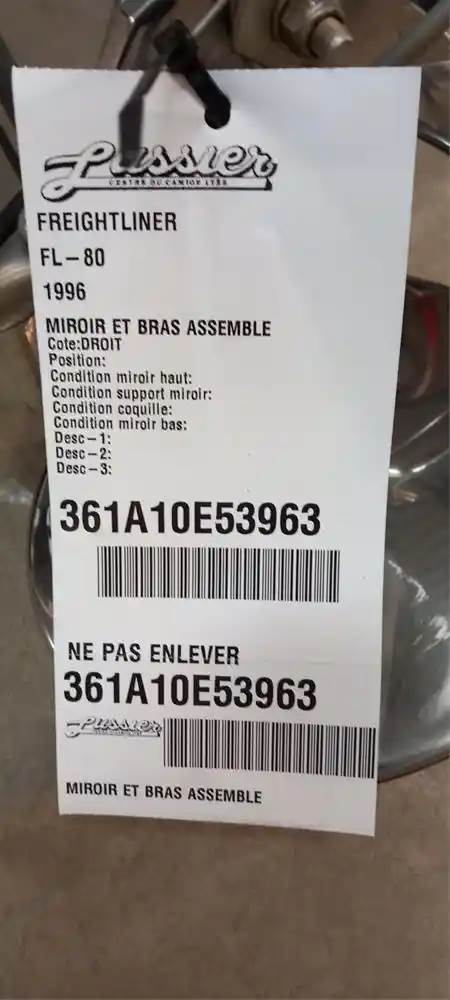 Lussier
CENTRE DU CAMION LTÉE
FREIGHTLINER
FL-80
1996
MIROIR ET BRAS ASSEMBLE
Cote:DROIT
Position:
Condition miroir haut:
Condition support miroir:
Condition coquille:
Condition miroir bas:
Desc-1:
Desc-2:
Desc-3:
361A10E53963
NE PAS ENLEVER
361A10E53963
Lussier
MIROIR ET BRAS ASSEMBLE